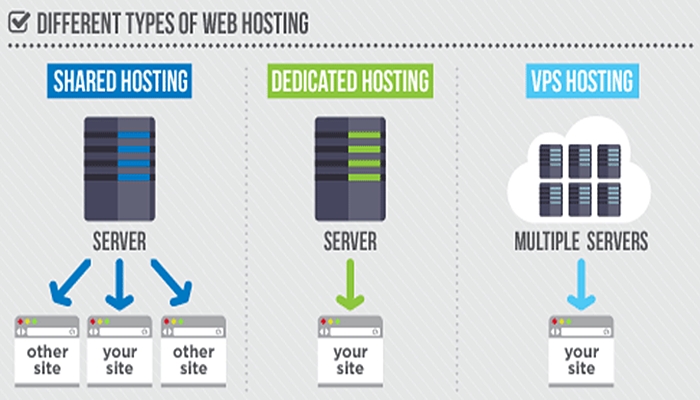 DIFFERENT TYPES OF WEB HOSTING
SHARED HOSTING
SERVER
other site
your site
other site
DEDICATED HOSTING
SERVER
your site
VPS HOSTING
MULTIPLE SERVERS
your site